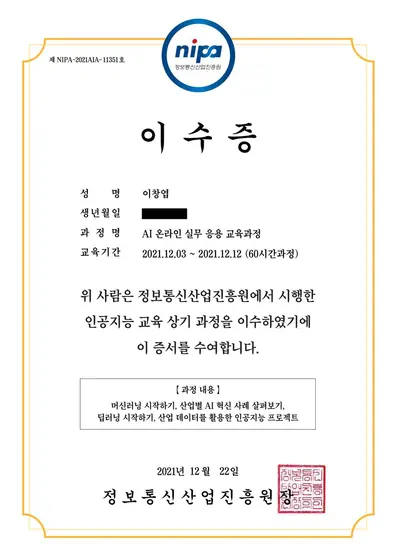 nipa
정보통신산업진흥원
제 NIPA-2021AIA-11351호
이 수 증
성 명 이창엽
생년월일
과 정 명 AI 온라인 실무 응용 교육과정
교육기간 2021.12.03 ~ 2021.12.12 (60시간과정)
위 사람은 정보통신산업진흥원에서 시행한
인공지능 교육 상기 과정을 이수하였기에
이 증서를 수여합니다.
【 과정 내용 】
머신러닝 시작하기, 산업별 AI 혁신 사례 살펴보기,
딥러닝 시작하기, 산업 데이터를 활용한 인공지능 프로젝트
2021년 12 월 22일
정보통신산업진흥원장